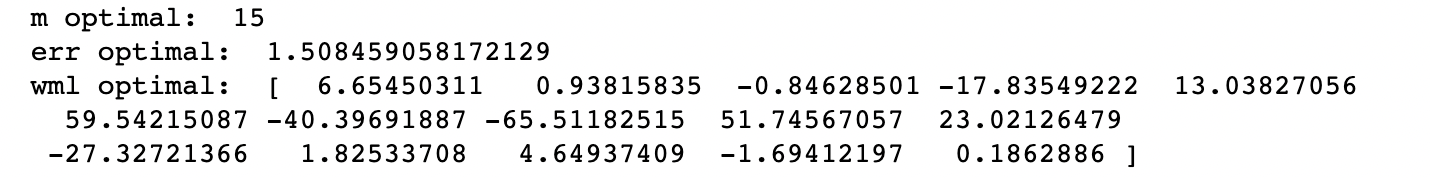 m optimal:  15
err optimal:  1.508459058172129
wml optimal:  [  6.65450311   0.93815835  -0.84628501 -17.83549222  13.03827056
  59.54215087 -40.39691887 -65.51182515  51.74567057  23.02126479
 -27.32721366   1.82533708   4.64937409  -1.69412197   0.1862886 ]